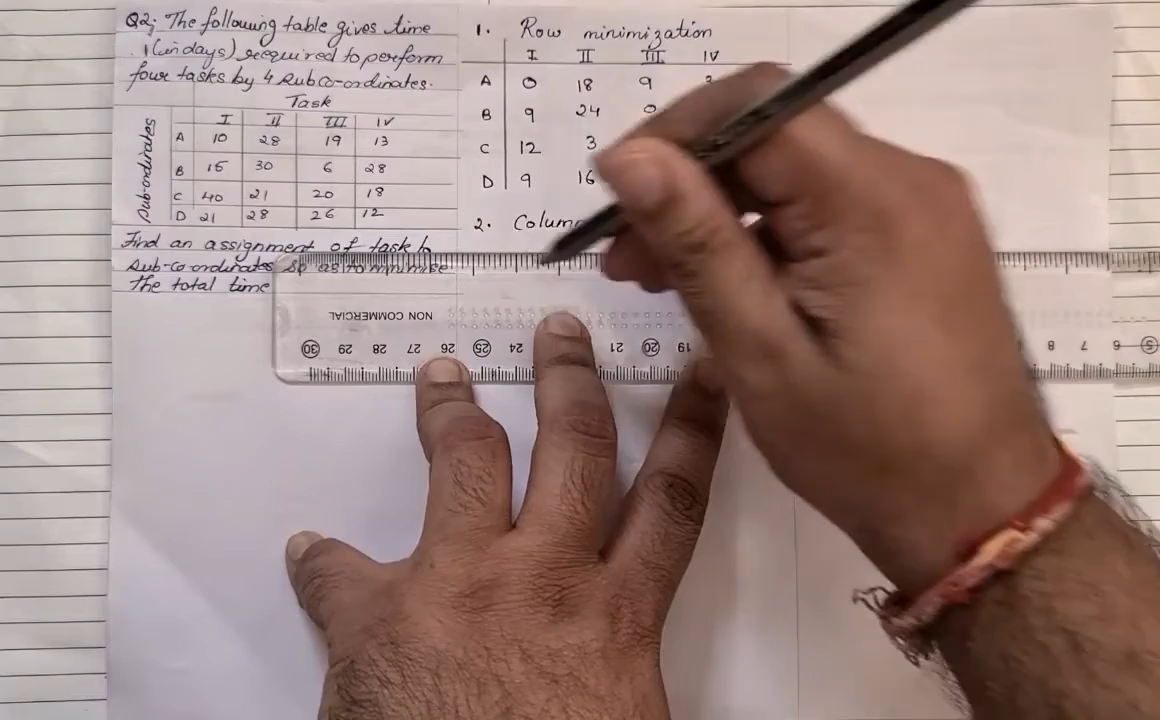 Q2; The following table gives time
(in days) required to perform
four tasks by 4 Subco-ordinates.
Task
Sub-ordinates
I II III IV
A 10 28 19 13
B 15 30 6 28
C 40 21 20 18
D 21 28 26 12
Find an assignment of task to
Sub-co-ordinates so as to minimise
The total time
1. Row minimization
I II III IV
A 0 18 9
B 9 24 0
C 12 3
D 9 16
2. Colum
NON COMMERCIAL
30 29 28 27 26 25 24 21 20 19 8 7 6 5